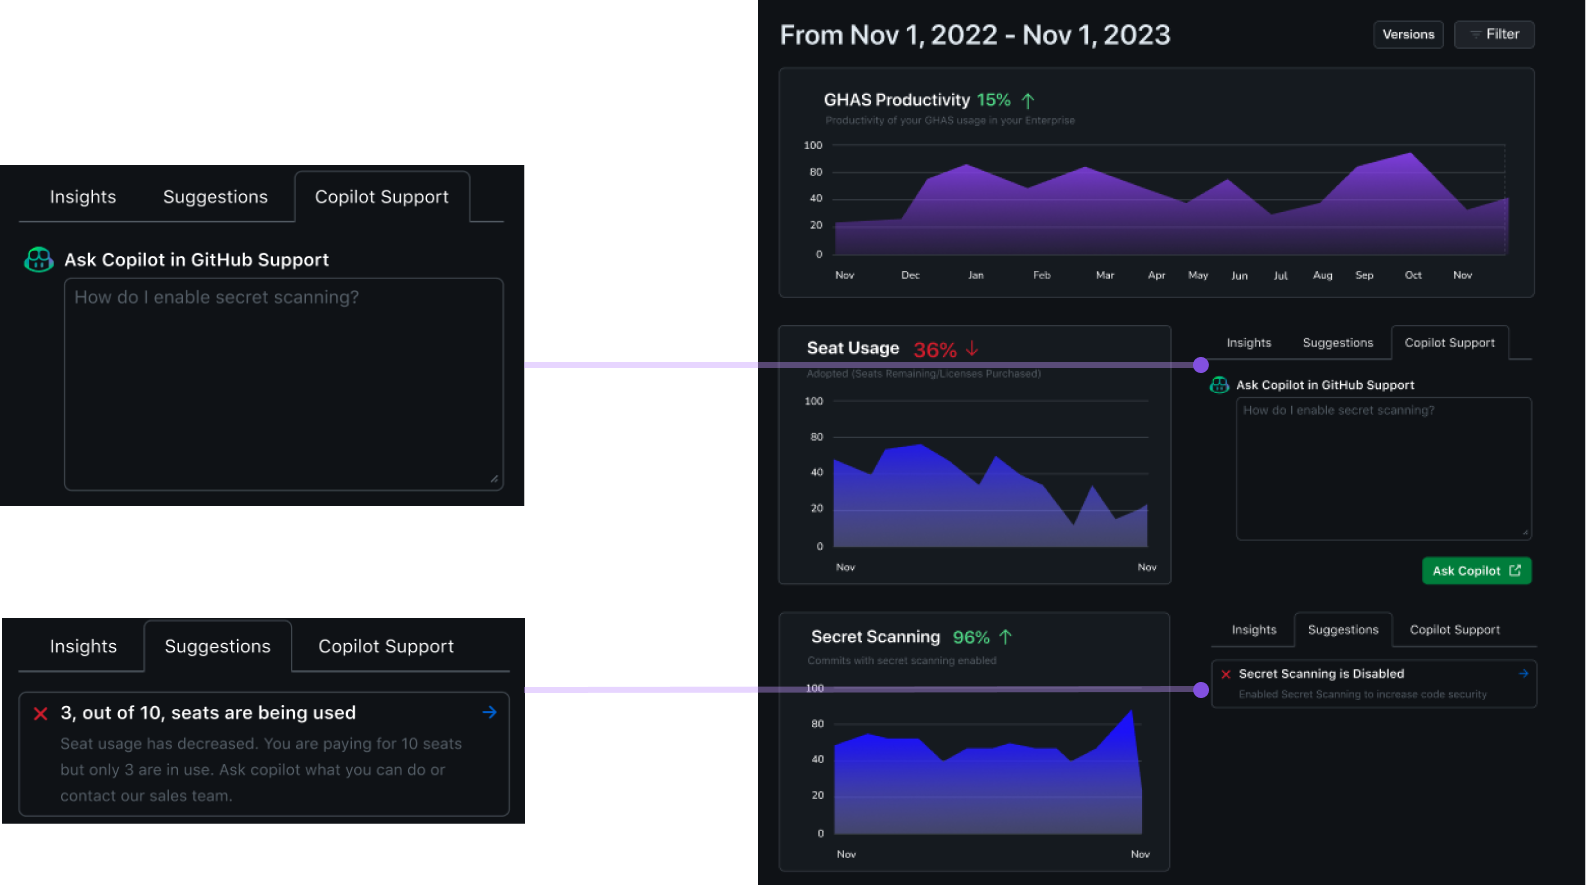 Insights Suggestions Copilot Support
Ask Copilot in GitHub Support
How do I enable secret scanning?
Insights Suggestions Copilot Support
3, out of 10, seats are being used
Seat usage has decreased. You are paying for 10 seats
but only 3 are in use. Ask copilot what you can do or
contact our sales team.
From Nov 1, 2022 - Nov 1, 2023
Versions
Filter
GHAS Productivity 15%
Productivity of your GHAS usage in your Enterprise
100
80
40
20
0
Nov Dec Jan Feb Mar Apr May Jun Jul Aug Sep Oct Nov
Seat Usage 36%
Adopted (Seats Remaining/Licenses Purchased)
100
80
40
20
0
Nov Nov
Insights Suggestions Copilot Support
Ask Copilot in GitHub Support
How do I enable secret scanning?
Ask Copilot
Secret Scanning 96%
Commits with secret scanning enabled
100
80
40
20
0
Nov Nov
Insights Suggestions Copilot Support
Secret Scanning is Disabled
Enabled Secret Scanning to increase code security